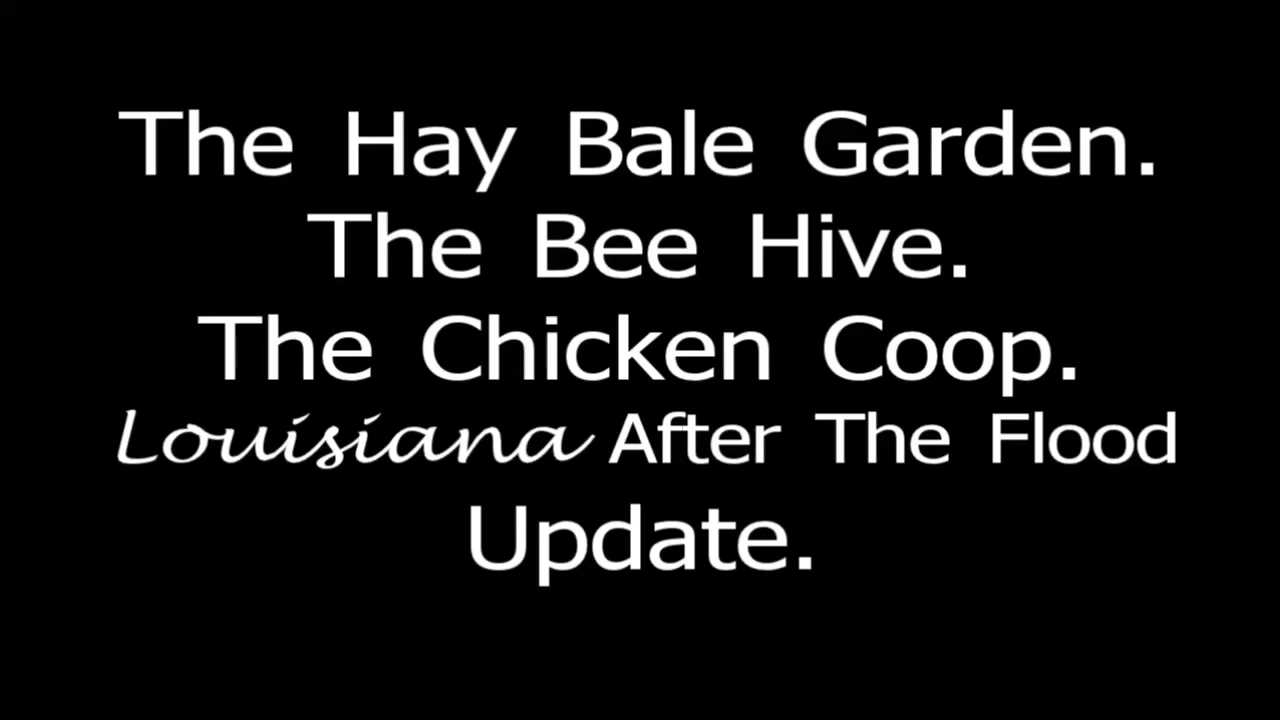 The Hay Bale Garden.
The Bee Hive.
The Chicken Coop.
Louisiana After The Flood
Update.